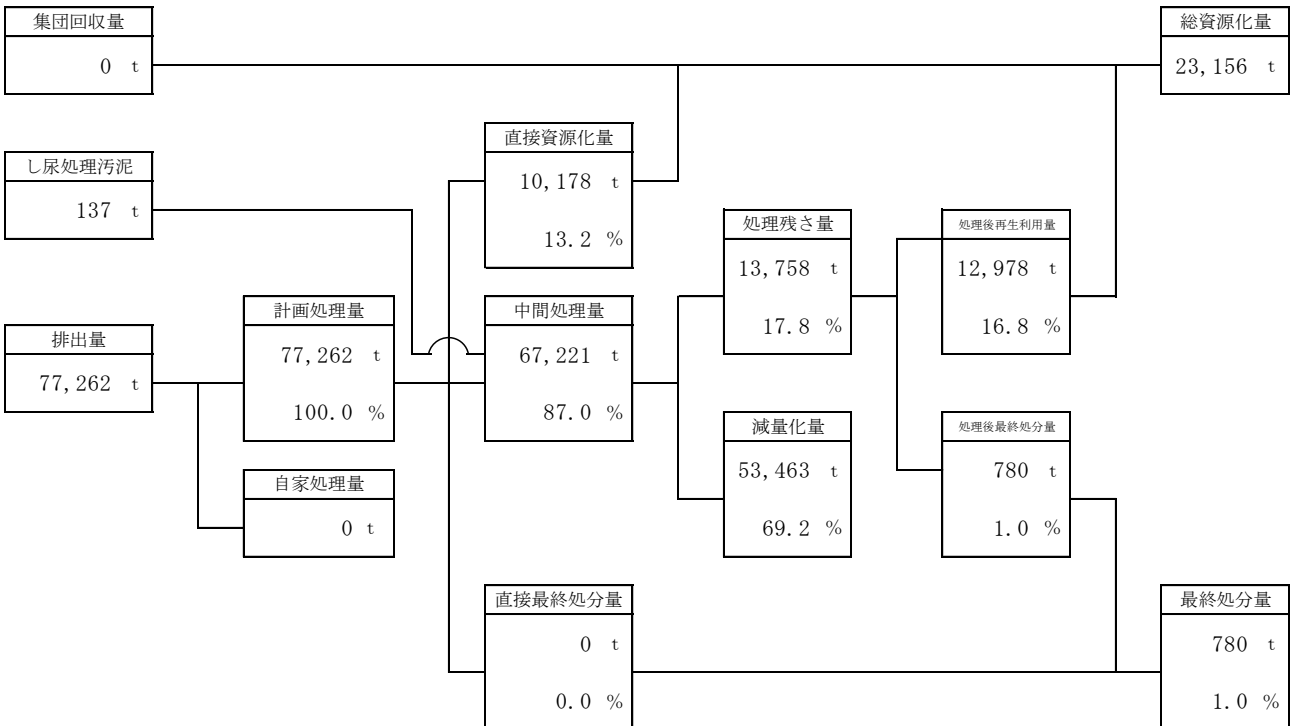 集団回収量
0 t
総資源化量
23,156 t
直接資源化量
10,178 t
13.2 %
し尿処理汚泥
137 t
処理残さ量
13,758 t
17.8 %
処理後再生利用量
12,978 t
16.8 %
計画処理量
77,262 t
100.0 %
中間処理量
67,221 t
87.0 %
排出量
77,262 t
減量化量
53,463 t
69.2 %
処理後最終処分量
780 t
1.0 %
自家処理量
0 t
直接最終処分量
0 t
0.0 %
最終処分量
780 t
1.0 %